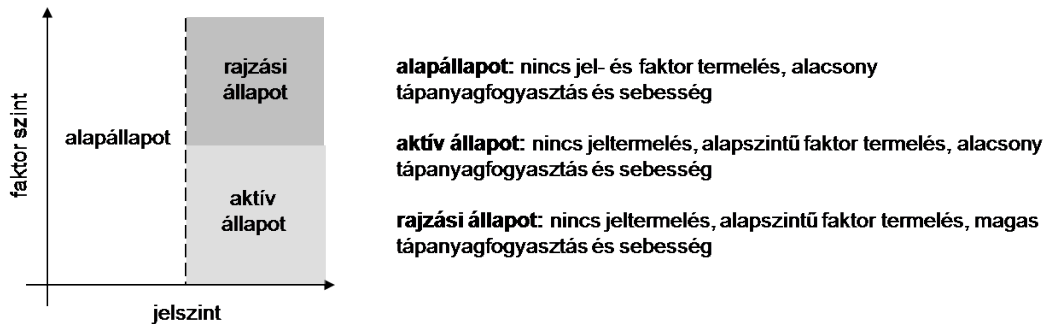 faktor szint
alapállapot
rajzási
állapot
aktív
állapot
jelszint
alapállapot: nincs jel- és faktor termelés, alacsony
tápanyagfogyasztás és sebesség
aktív állapot: nincs jeltermelés, alapszintű faktor termelés, alacsony
tápanyagfogyasztás és sebesség
rajzási állapot: nincs jeltermelés, alapszintű faktor termelés, magas
tápanyagfogyasztás és sebesség